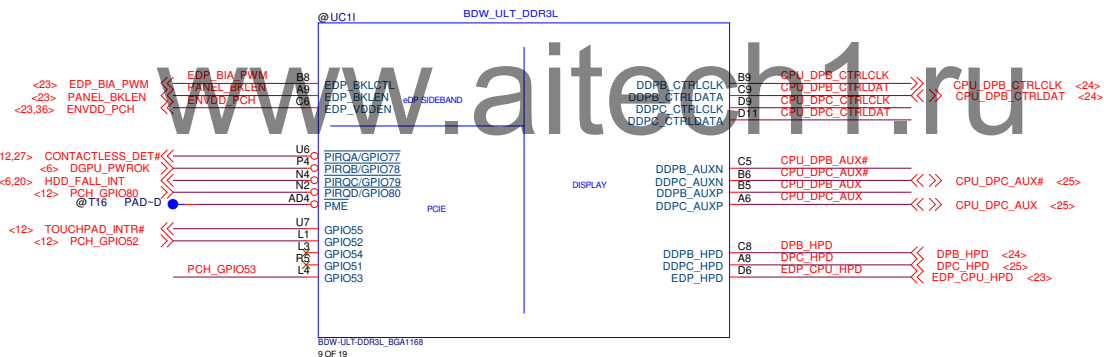 @ UC1I BDW_ULT_DDR3L
www.aitech1.ru
<23> EDP_BIA_PWM EDP_BIA_PWM B8 EDP_BKLCTL
<23> PANEL_BKLEN PANEL_BKLEN A9 EDP_BKLEN
<23,36> ENVDD_PCH ENVDD_PCH C6 EDP_VDDEN
eDP SIDEBAND
DDPB_CTRLCLK B9 CPU_DPB_CTRLCLK CPU_DPB_CTRLCLK <24>
DDPB_CTRLDATA C9 CPU_DPB_CTRLDAT CPU_DPB_CTRLDAT <24>
DDPC_CTRLCLK D9 CPU_DPC_CTRLCLK
DDPC_CTRLDATA D11 CPU_DPC_CTRLDAT
12,27> CONTACTLESS_DET# U6 PIRQA/GPIO77
<6> DGPU_PWROK P4 PIRQB/GPIO78
<6,20> HDD_FALL_INT N4 PIRQC/GPIO79
<12> PCH_GPIO80 N2 PIRQD/GPIO80
@ T16 PAD~D AD4 PME
DISPLAY
PCIE
DDPB_AUXN C5 CPU_DPB_AUX#
DDPC_AUXN B6 CPU_DPC_AUX# CPU_DPC_AUX# <25>
DDPB_AUXP B5 CPU_DPB_AUX
DDPC_AUXP A6 CPU_DPC_AUX CPU_DPC_AUX <25>
<12> TOUCHPAD_INTR# U7 GPIO55
<12> PCH_GPIO52 L1 GPIO52
L3 GPIO54
R5 GPIO51
PCH_GPIO53 L4 GPIO53
DDPB_HPD C8 DPB_HPD DPB_HPD <24>
DDPC_HPD A8 DPC_HPD DPC_HPD <25>
EDP_HPD D6 EDP_CPU_HPD EDP_CPU_HPD <23>
BDW-ULT-DDR3L_BGA1168
9 OF 19